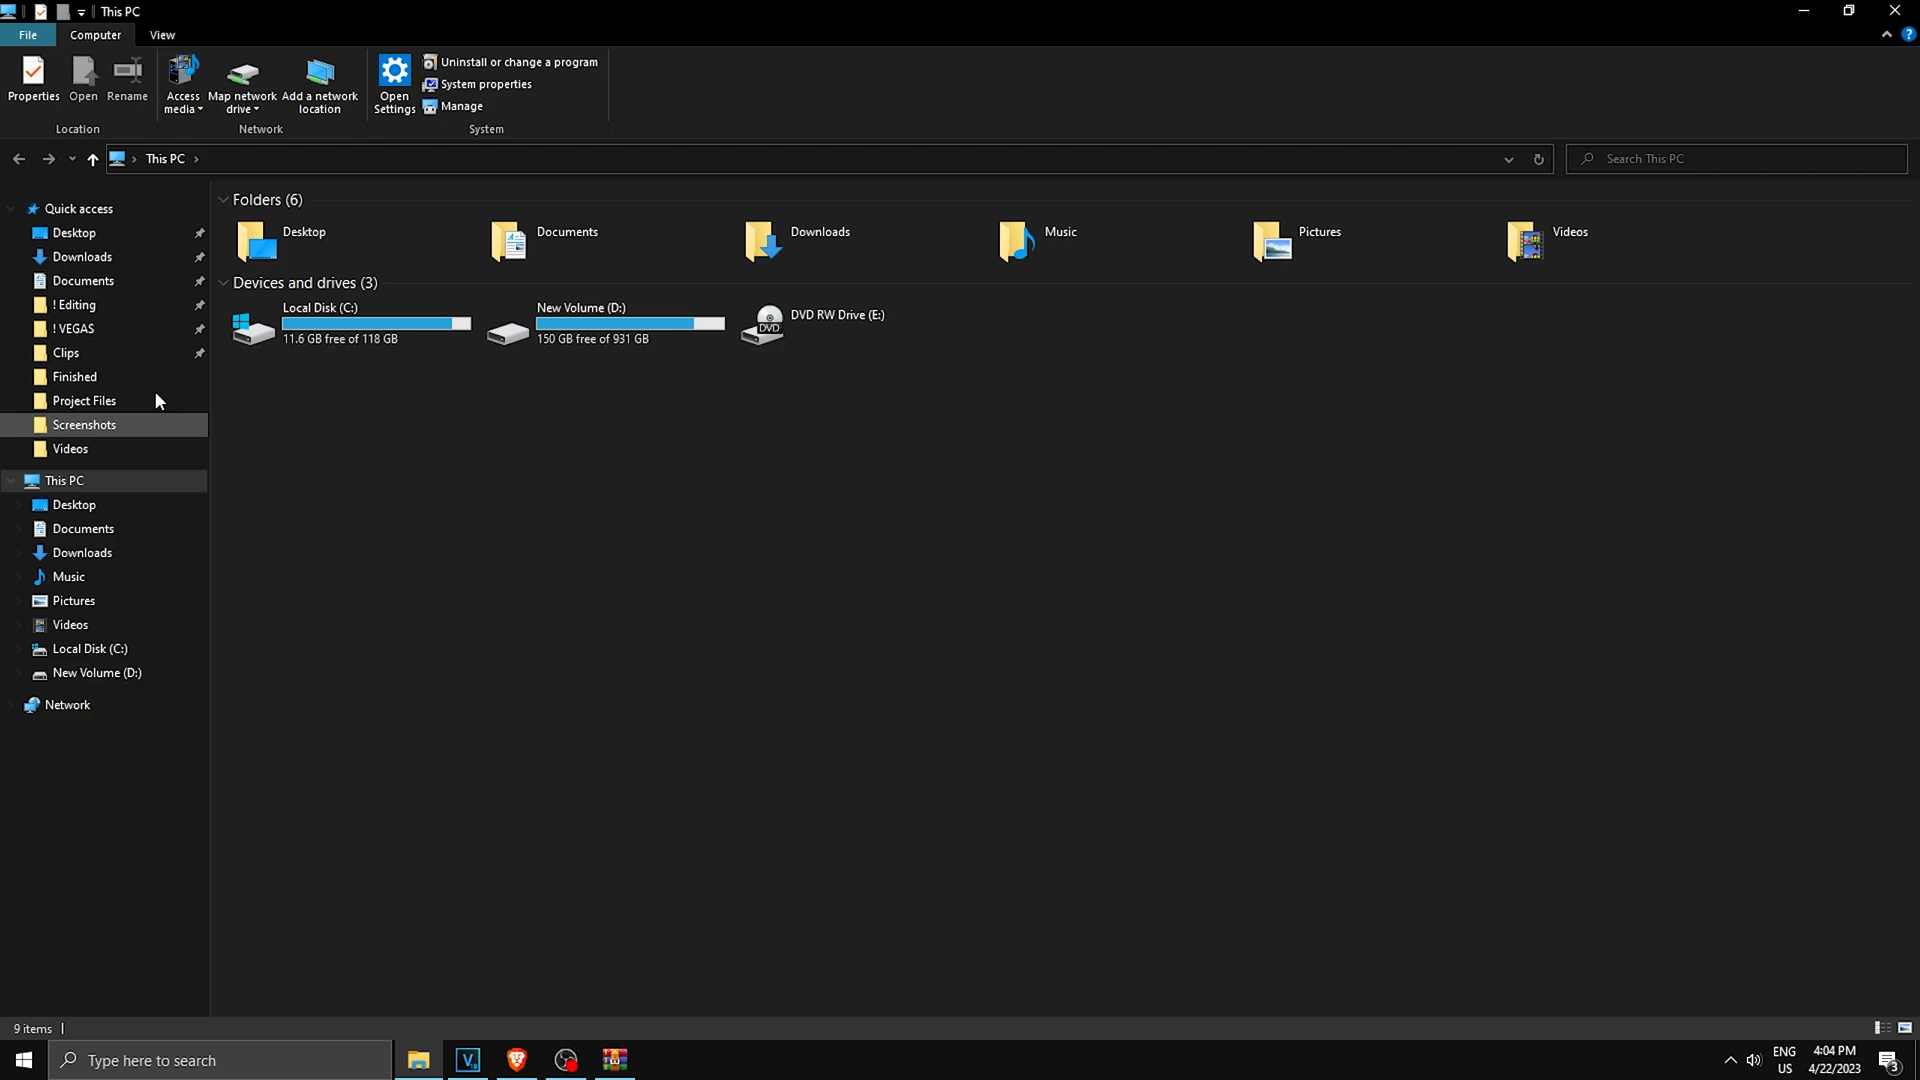 This PC
File Computer View
Properties Open Rename Access media Map network drive Add a network location Open Settings
Uninstall or change a program
System properties
Manage
Location Network System
This PC
Search This PC
Quick access
Desktop
Downloads
Documents
! Editing
! VEGAS
Clips
Finished
Project Files
Screenshots
Videos
This PC
Desktop
Documents
Downloads
Music
Pictures
Videos
Local Disk (C:)
New Volume (D:)
Network
Folders (6)
Desktop Documents Downloads Music Pictures Videos
Devices and drives (3)
Local Disk (C:)
11.6 GB free of 118 GB
New Volume (D:)
150 GB free of 931 GB
DVD
DVD RW Drive (E:)
9 items
Type here to search
V
ENG
US
4:04 PM
4/22/2023
3